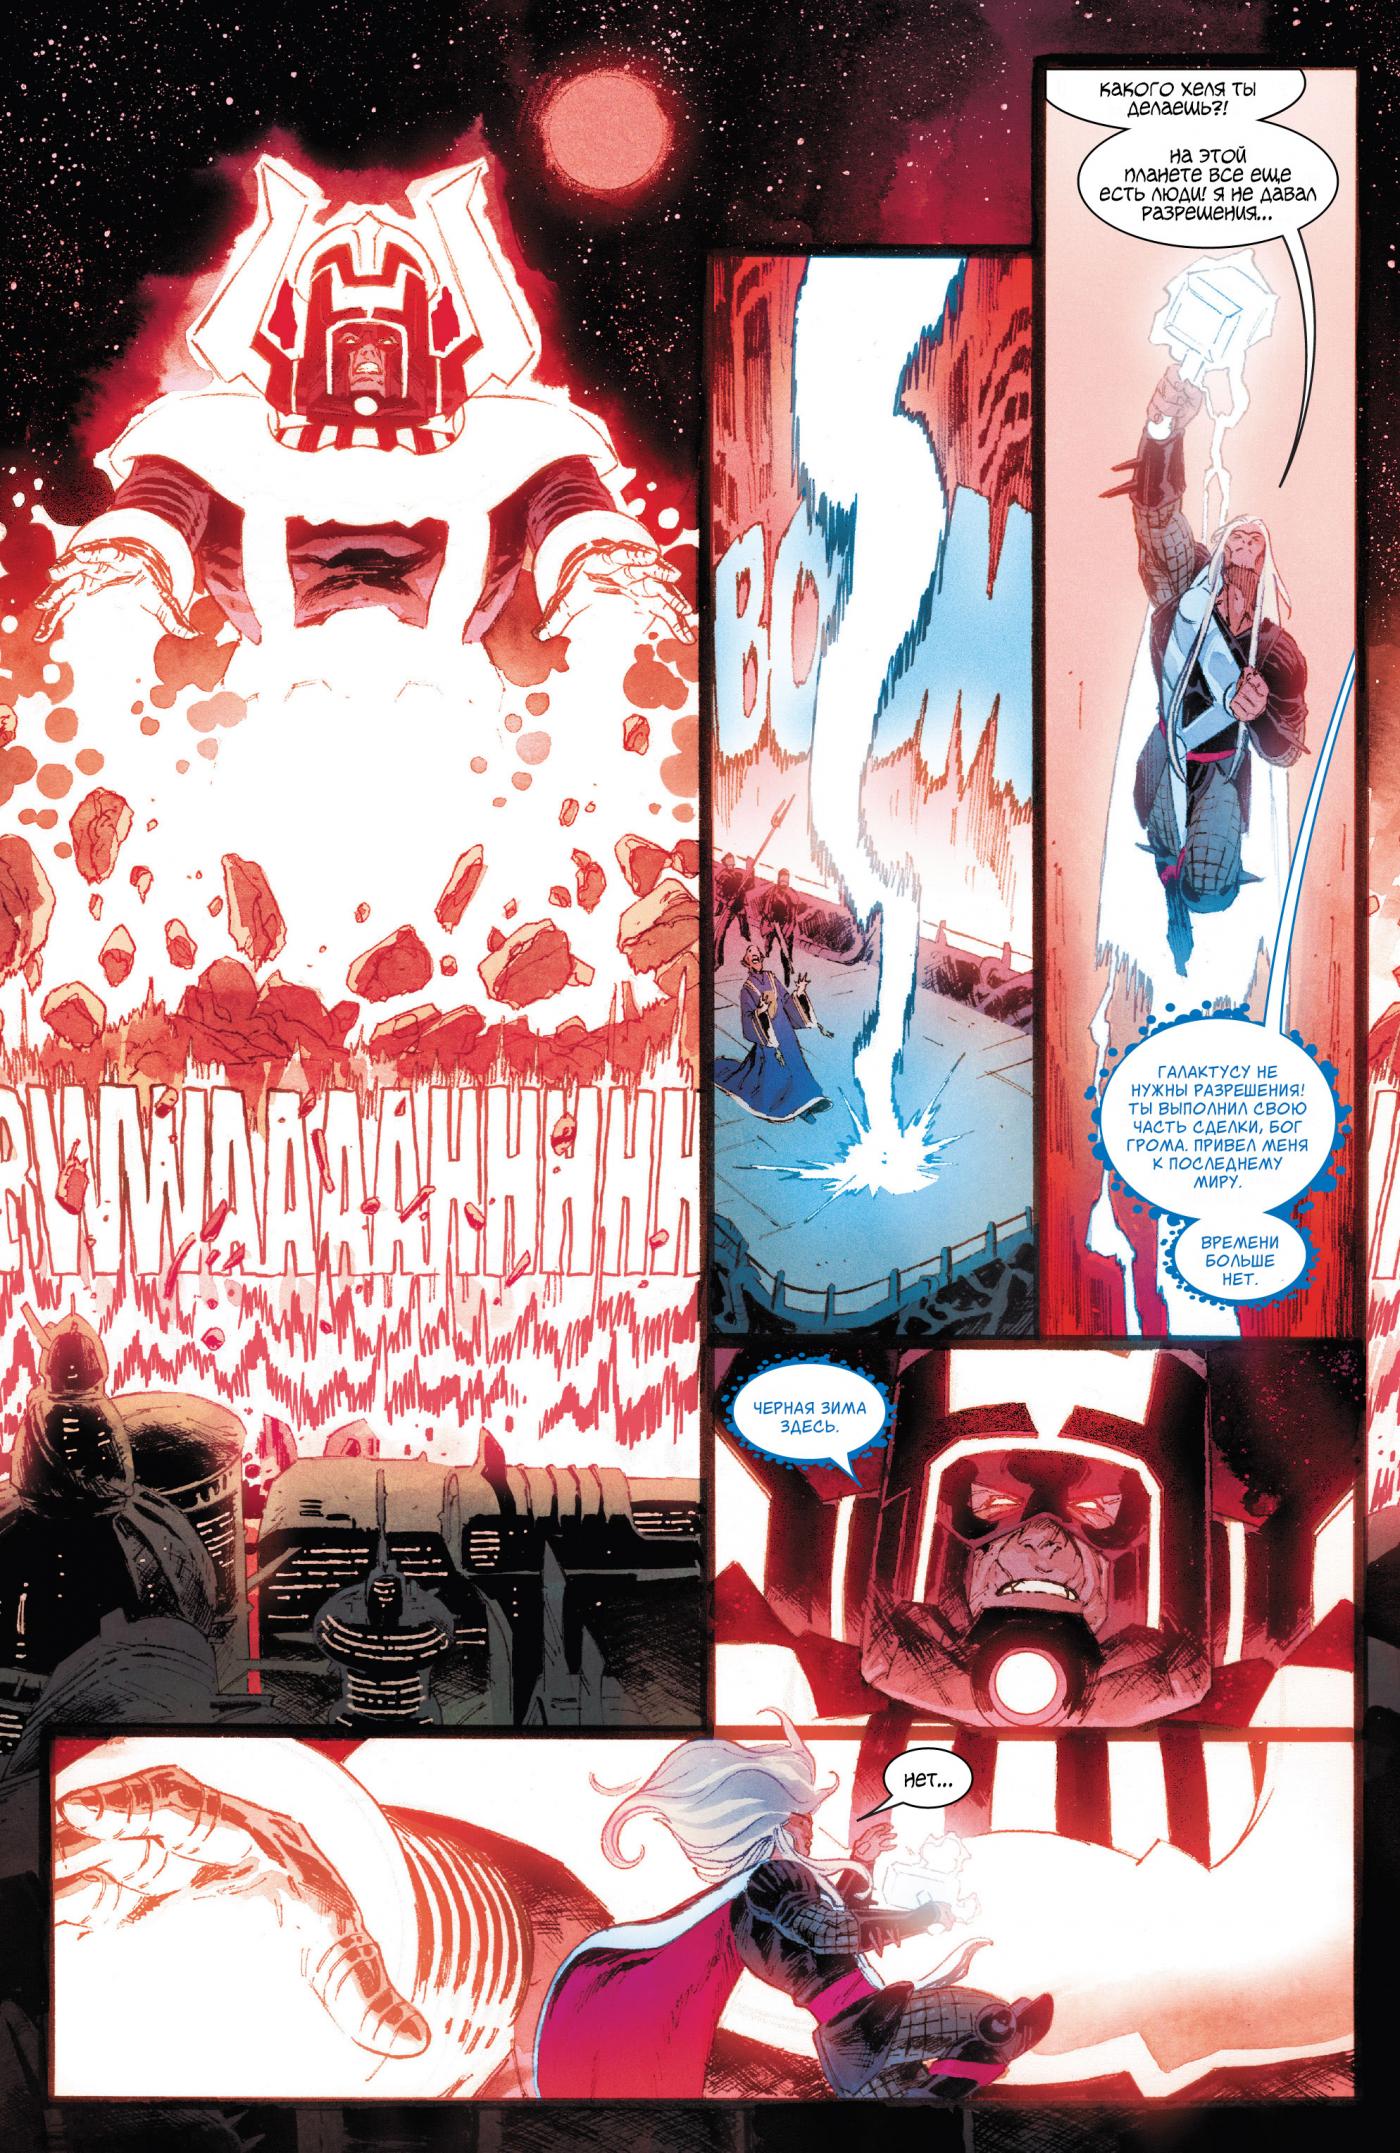 КАКОГО ХЕЛЯ ТЫ
ДЕЛАЕШЬ?!
НА ЭТОЙ
ПЛАНЕТЕ ВСЕ ЕЩЕ
ЕСТЬ ЛЮДИ! Я НЕ ДАВАЛ
РАЗРЕШЕНИЯ...
BOOM
ГАЛАКТУСУ НЕ
НУЖНЫ РАЗРЕШЕНИЯ!
ТЫ ВЫПОЛНИЛ СВОЮ
ЧАСТЬ СДЕЛКИ, БОГ
ГРОМА. ПРИВЕЛ МЕНЯ
К ПОСЛЕДНЕМУ
МИРУ.
ВРЕМЕНИ
БОЛЬШЕ
НЕТ.
ЧЕРНАЯ ЗИМА
ЗДЕСЬ.
НЕТ...